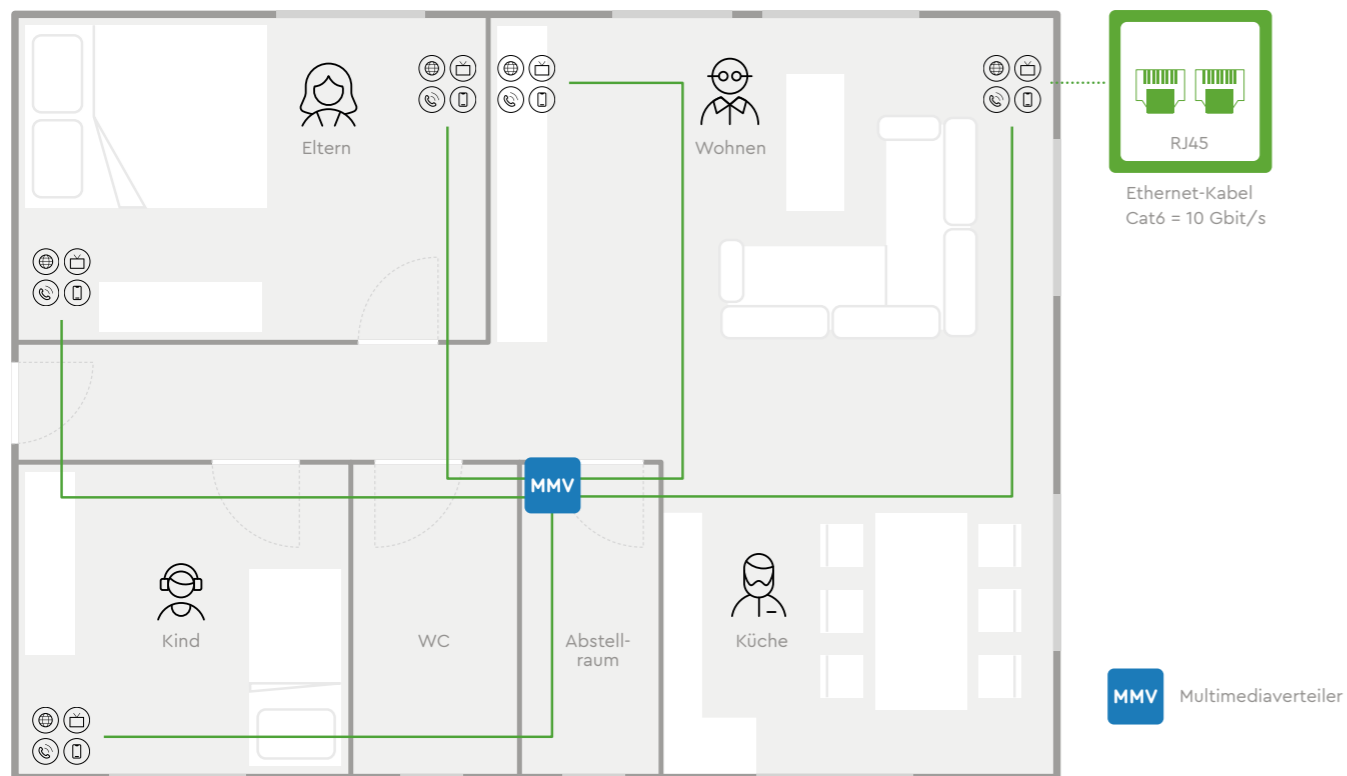 Eltern
Wohnen
RJ45
Ethernet-Kabel
Cat6 = 10 Gbit/s
MMV
Kind
WC
Abstell-
raum
Küche
MMV
Multimediaverteiler